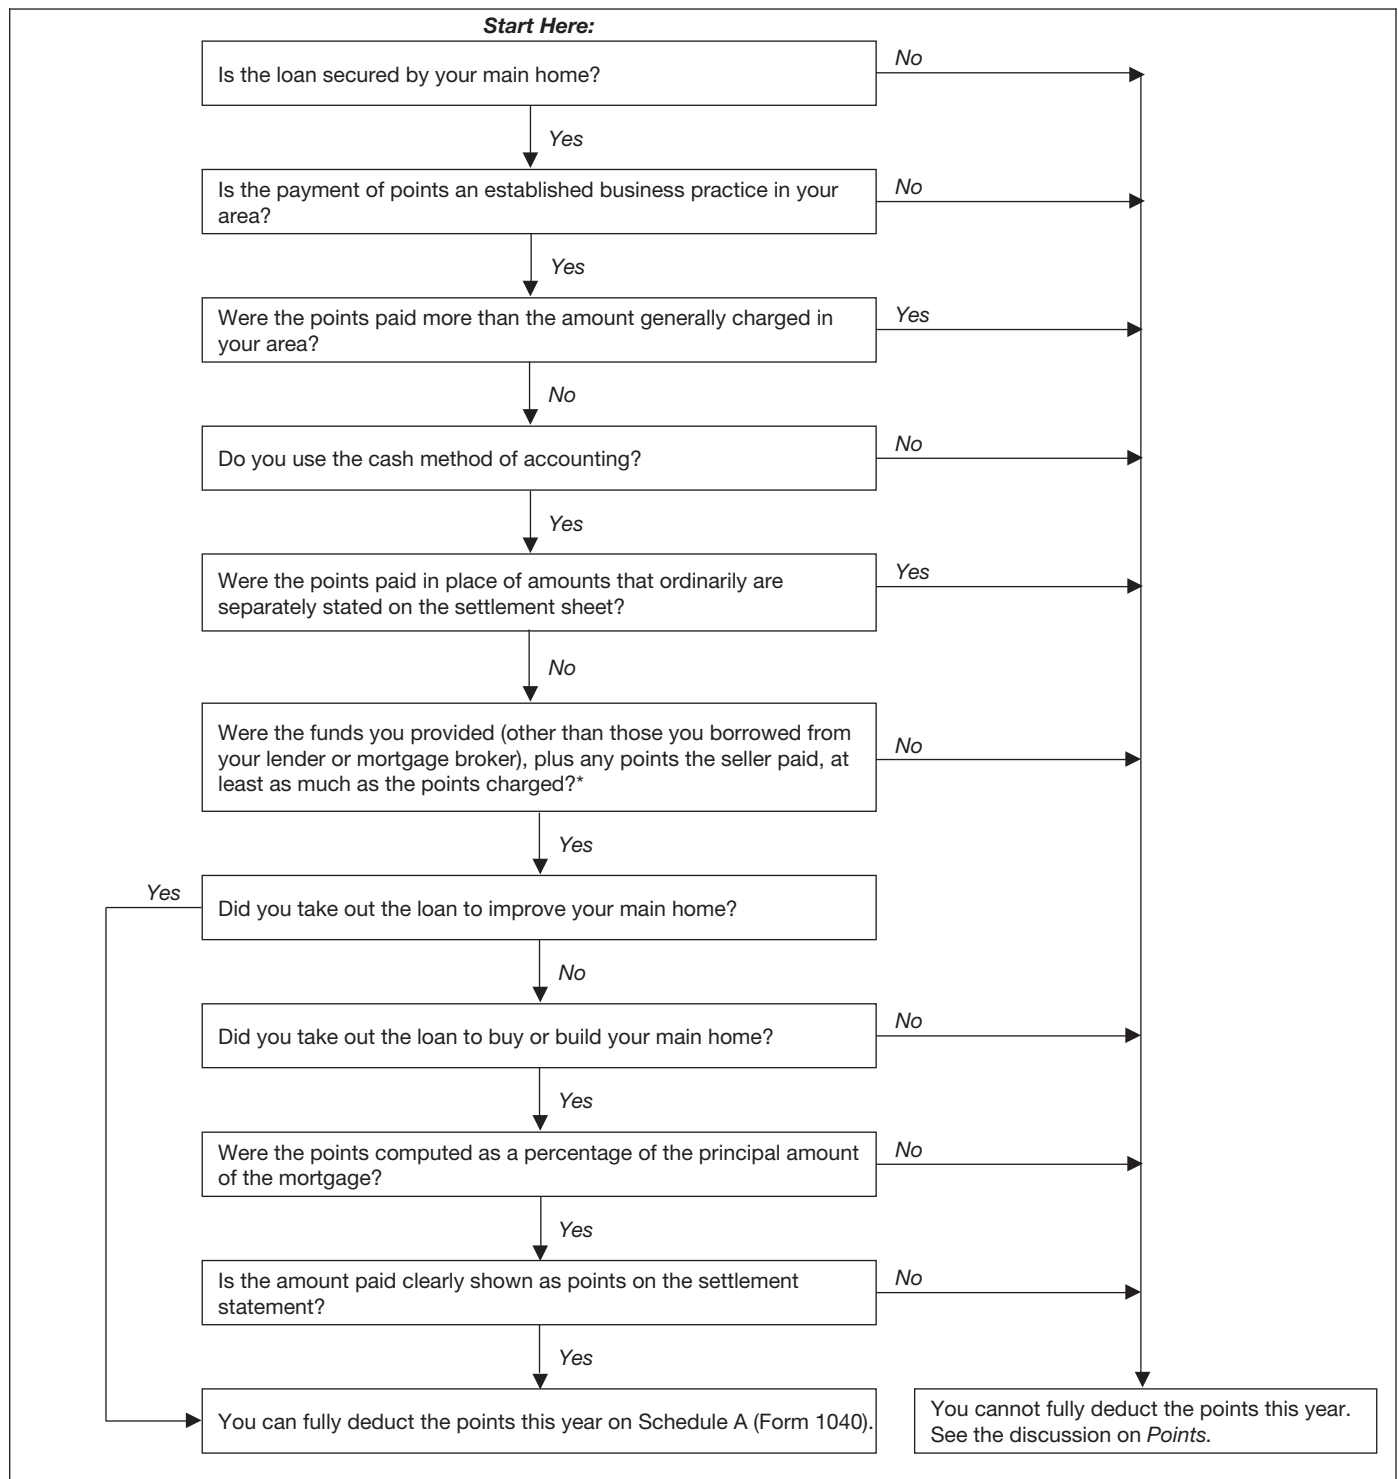 Start Here:
Is the loan secured by your main home?
No
Yes
Is the payment of points an established business practice in your
area?
No
Yes
Were the points paid more than the amount generally charged in
your area?
Yes
No
Do you use the cash method of accounting?
No
Yes
Were the points paid in place of amounts that ordinarily are
separately stated on the settlement sheet?
Yes
No
Were the funds you provided (other than those you borrowed from
your lender or mortgage broker), plus any points the seller paid, at
least as much as the points charged?*
No
Yes
Yes
Did you take out the loan to improve your main home?
No
Did you take out the loan to buy or build your main home?
No
Yes
Were the points computed as a percentage of the principal amount
of the mortgage?
No
Yes
Is the amount paid clearly shown as points on the settlement
statement?
No
Yes
You can fully deduct the points this year on Schedule A (Form 1040).
You cannot fully deduct the points this year.
See the discussion on Points.